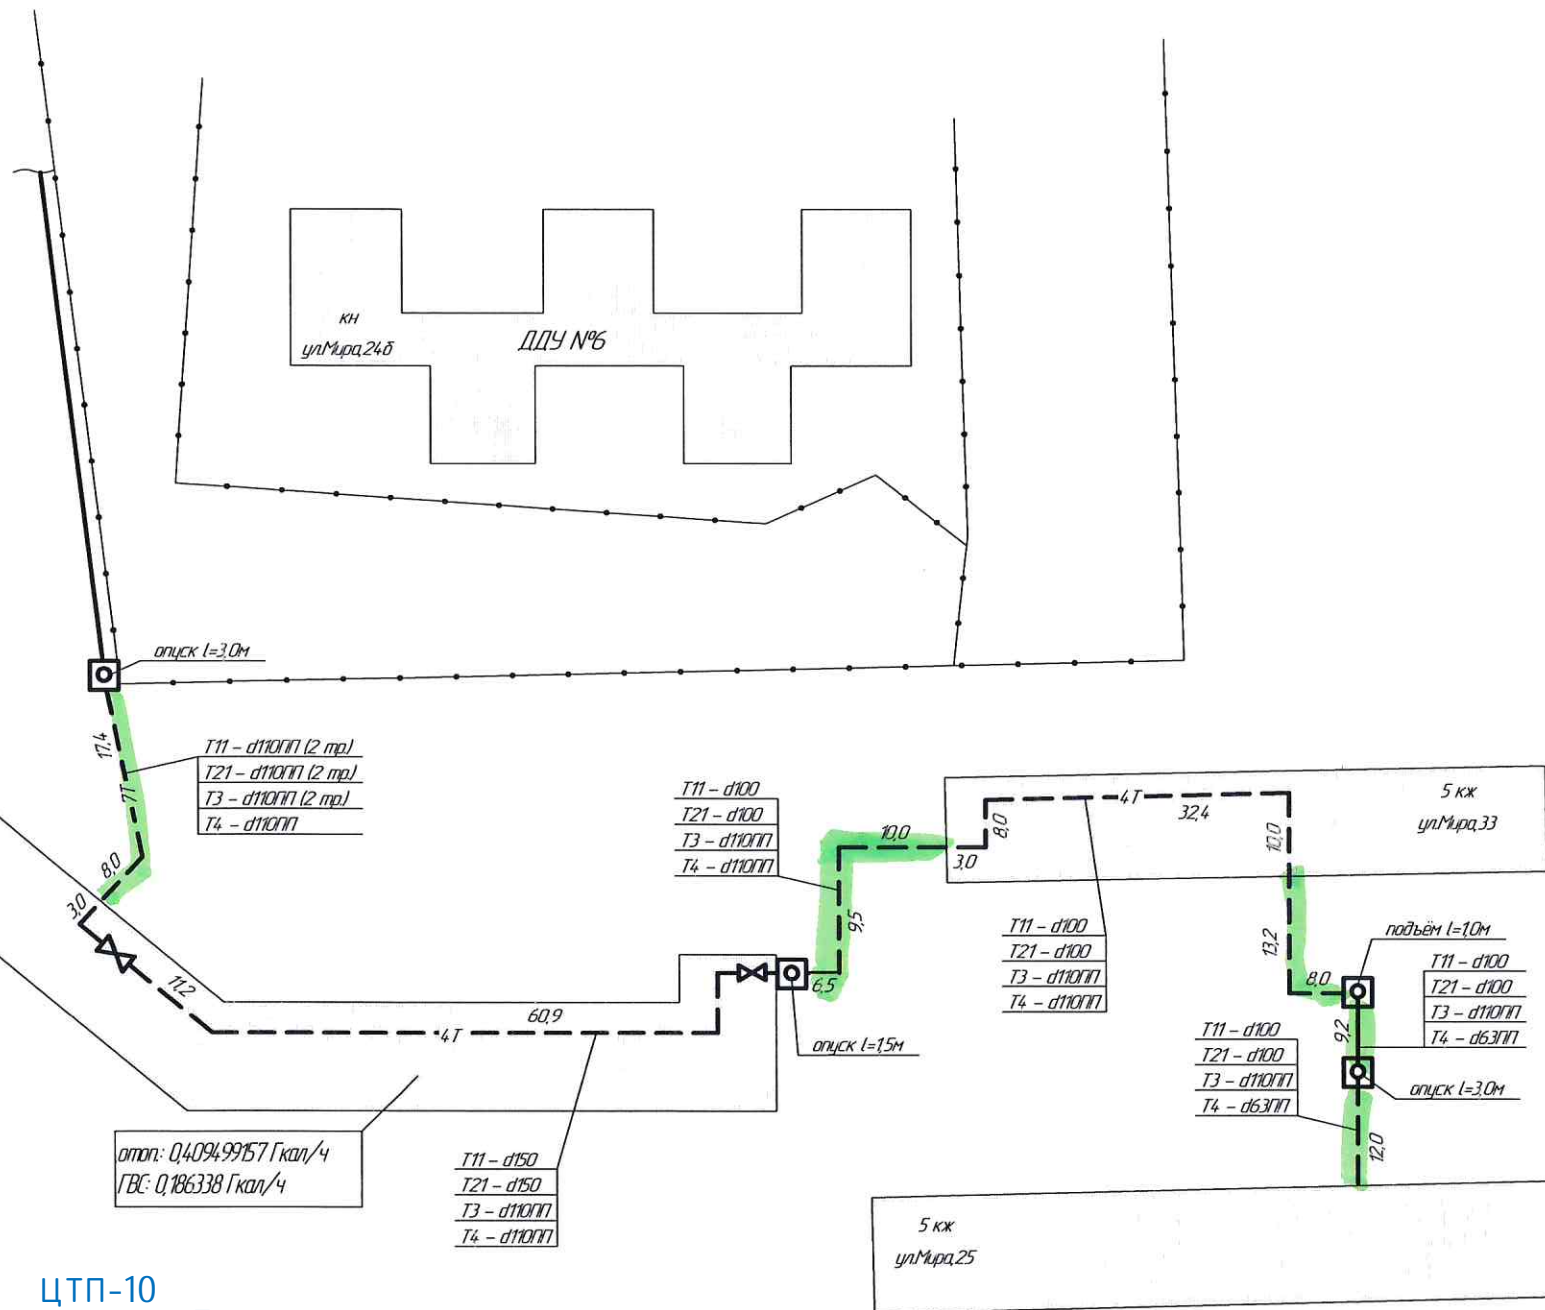 кн
ул.Мира,24б
ДДУ №6
опуск l=3,0м
17,4
7Т
8,0
3,0
11,2
Т11 - d110ПП (2 тр.)
Т21 - d110ПП (2 тр.)
Т3 - d110ПП (2 тр.)
Т4 - d110ПП
Т11 - d100
Т21 - d100
Т3 - d110ПП
Т4 - d110ПП
10,0
9,5
6,5
3,0
8,0
4Т
32,4
10,0
5 кж
ул.Мира,33
Т11 - d100
Т21 - d100
Т3 - d110ПП
Т4 - d110ПП
13,2
8,0
подъём l=1,0м
Т11 - d100
Т21 - d100
Т3 - d110ПП
Т4 - d63ПП
9,2
Т11 - d100
Т21 - d100
Т3 - d110ПП
Т4 - d63ПП
опуск l=3,0м
12,0
60,9
4Т
опуск l=1,5м
отоп.: 0,409499157 Гкал/ч
ГВС: 0,186338 Гкал/ч
Т11 - d150
Т21 - d150
Т3 - d110ПП
Т4 - d110ПП
5 кж
ул.Мира,25
ЦТП-10